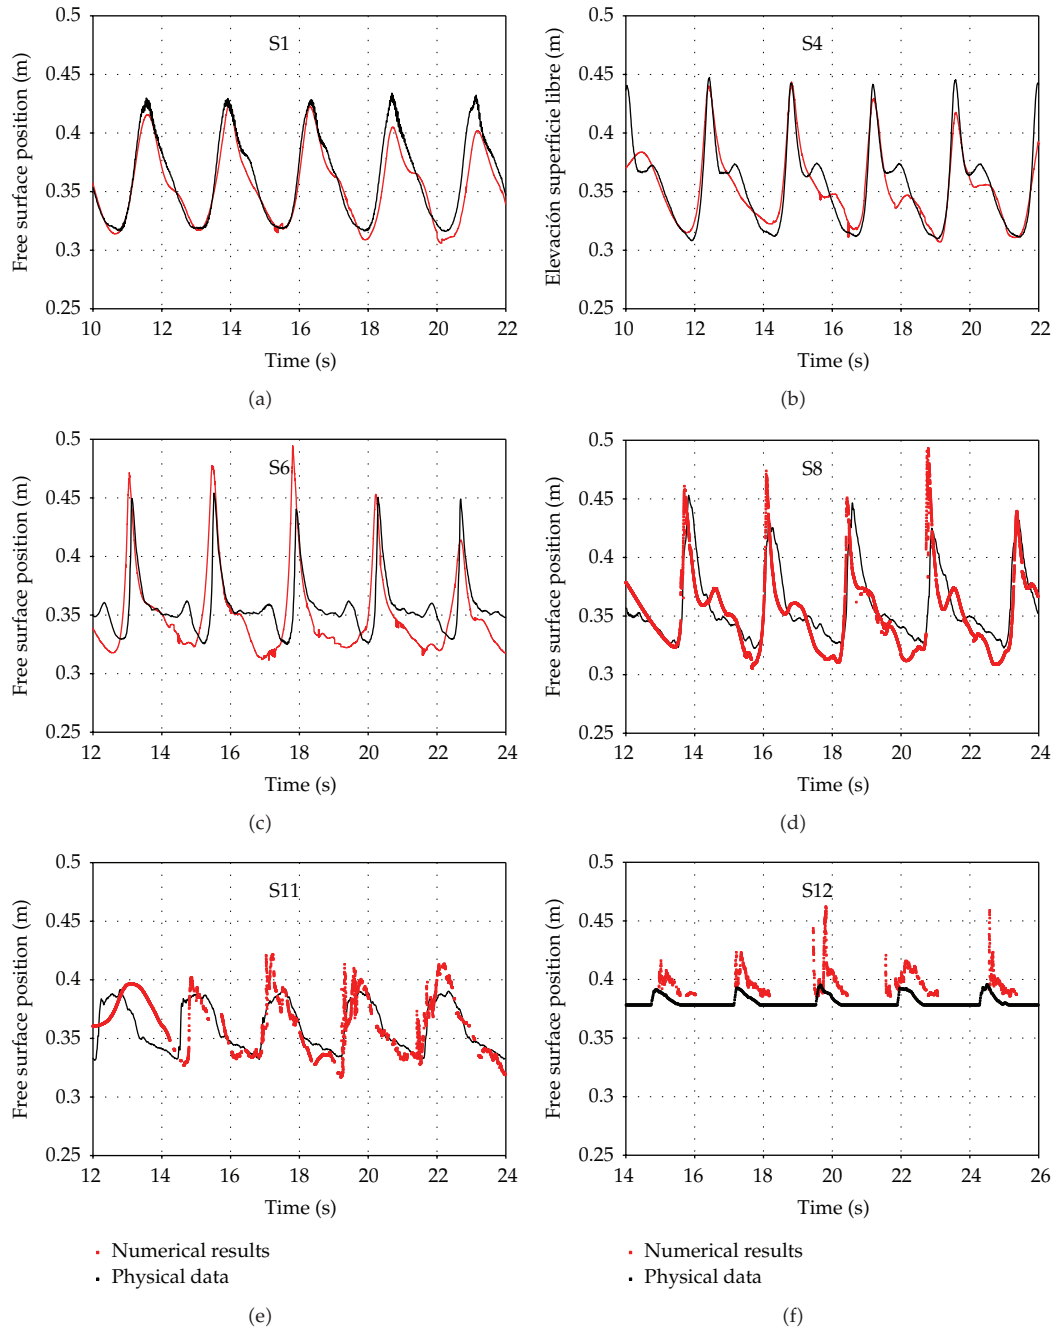 0.5
0.45
0.4
0.35
0.3
0.25
Free surface position (m)
S1
10 12 14 16 18 20 22
Time (s)
(a)
0.5
0.45
0.4
0.35
0.3
0.25
Elevación superficie libre (m)
S4
10 12 14 16 18 20 22
Time (s)
(b)
0.5
0.45
0.4
0.35
0.3
0.25
Free surface position (m)
S6
12 14 16 18 20 22 24
Time (s)
(c)
0.5
0.45
0.4
0.35
0.3
0.25
Free surface position (m)
S8
12 14 16 18 20 22 24
Time (s)
(d)
0.5
0.45
0.4
0.35
0.3
0.25
Free surface position (m)
S11
12 14 16 18 20 22 24
Time (s)
Numerical results
Physical data
(e)
0.5
0.45
0.4
0.35
0.3
0.25
Free surface position (m)
S12
14 16 18 20 22 24 26
Time (s)
Numerical results
Physical data
(f)